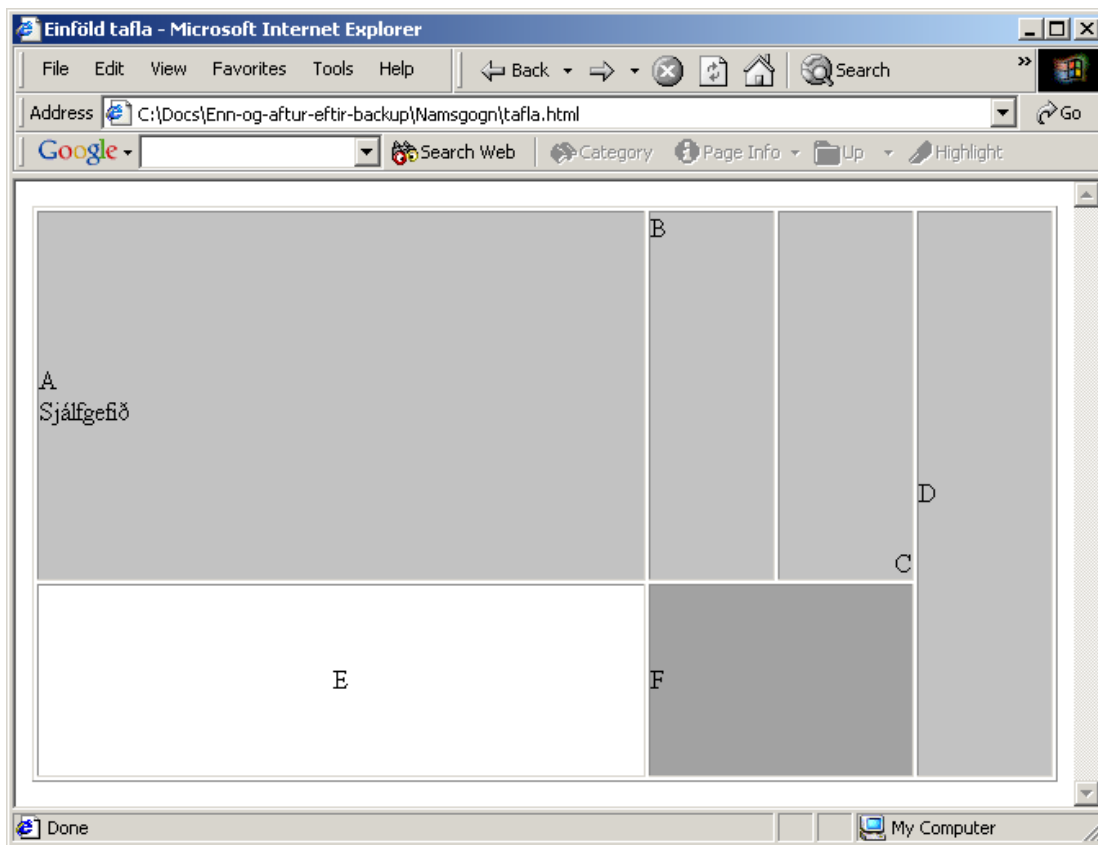 Einföld tafla - Microsoft Internet Explorer
File Edit View Favorites Tools Help Back Search »
Address C:\Docs\Enn-og-aftur-eftir-backup\Namsgogn\tafla.html Go
Google Search Web Category Page Info Up Highlight
B
A
Sjálfgefið
D
C
E F
Done My Computer